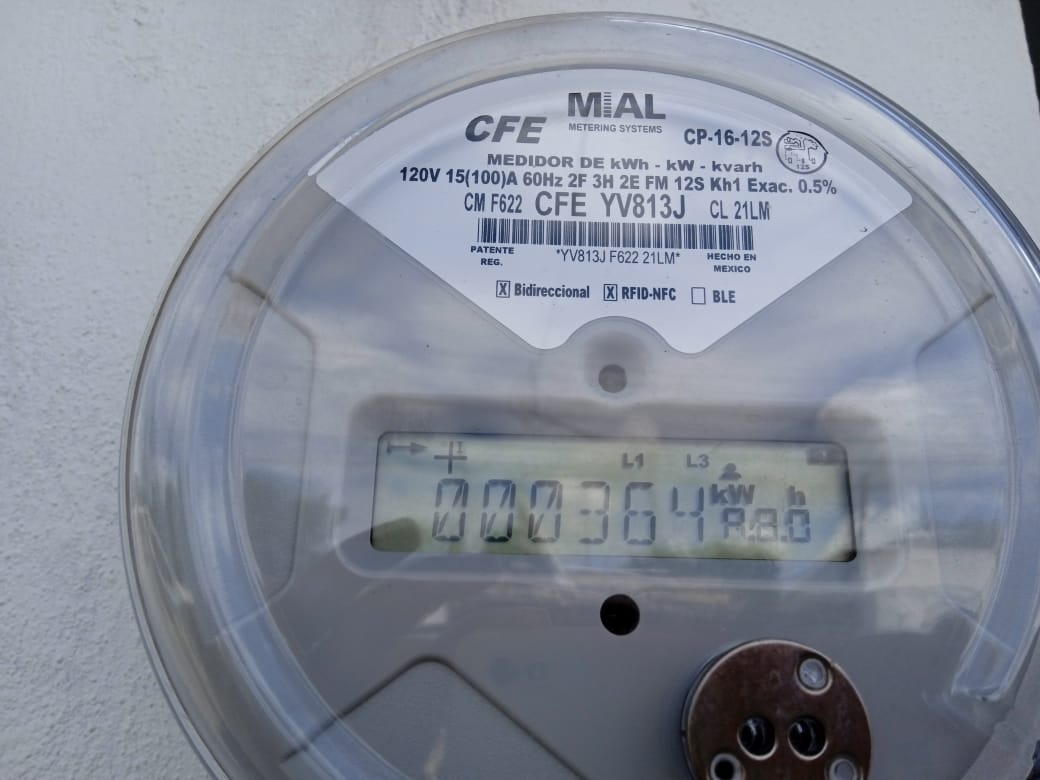 MIAL
METERING SYSTEMS
CFE
CP-16-12S
12S
MEDIDOR DE kWh - kW - kvarh
120V 15(100)A 60Hz 2F 3H 2E FM 12S Kh1 Exac. 0.5%
CM F622 CFE YV813J CL 21LM
PATENTE REG.
*YV813J F622 21LM*
HECHO EN MEXICO
X Bidireccional X RFID-NFC BLE
L1 L3
000364 kW h
A.8.0